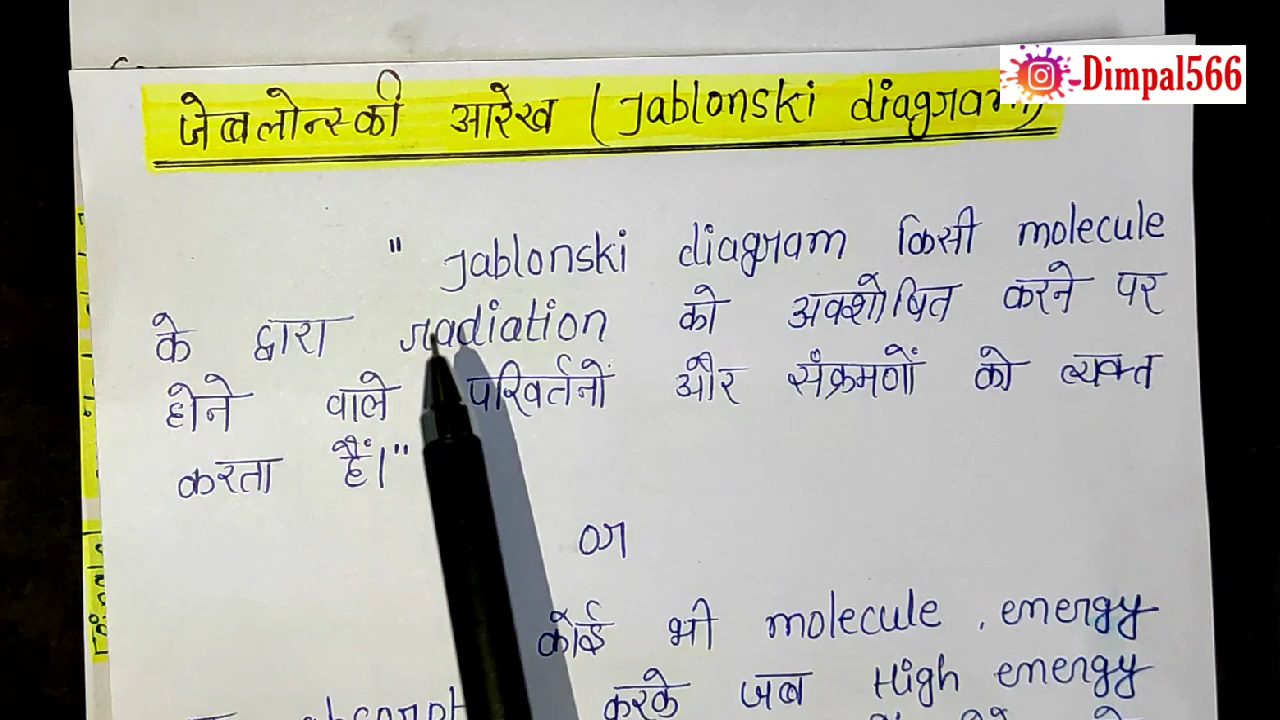 Dimpal566
जेबलोन्स्की आरेख (Jablonski diagram)
" Jablonski diagram किसी molecule
के द्वारा radiation को अवशोषित करने पर
होने वाले परिवर्तनों और संक्रमणों को व्यक्त
करता हैं।"
or
कोई भी molecule, energy
करके जब High energy